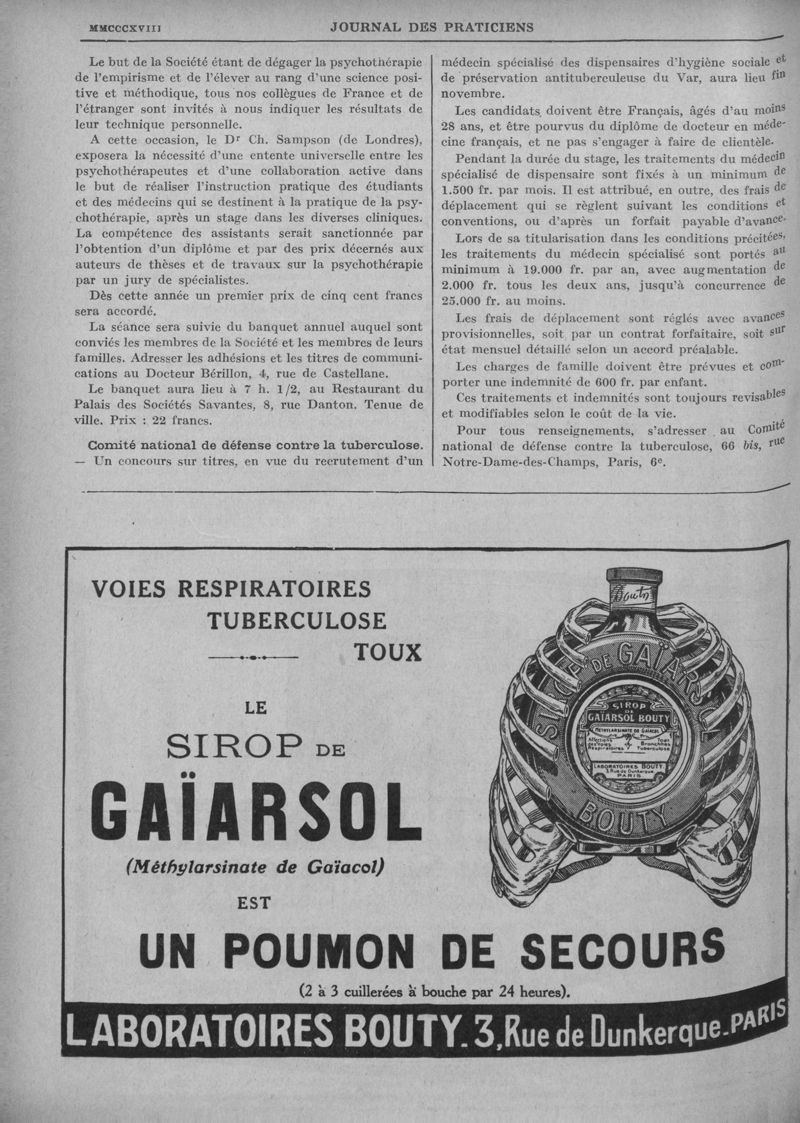 MMCCCXVIII JOURNAL DES PRATICIENS
Le but de la Société étant de dégager la psychothérapie
de l'empirisme et de l'élever au rang d'une science posi-
tive et méthodique, tous nos collègues de France et de
l'étranger sont invités à nous indiquer les résultats de
leur technique personnelle.
A cette occasion, le Dr Ch. Sampson (de Londres),
exposera la nécessité d'une entente universelle entre les
psychothérapeutes et d'une collaboration active dans
le but de réaliser l'instruction pratique des étudiants
et des médecins qui se destinent à la pratique de la psy-
chothérapie, après un stage dans les diverses cliniques.
La compétence des assistants serait sanctionnée par
l'obtention d'un diplôme et par des prix décernés aux
auteurs de thèses et de travaux sur la psychothérapie
par un jury de spécialistes.
Dès cette année un premier prix de cinq cent francs
sera accordé.
La séance sera suivie du banquet annuel auquel sont
conviés les membres de la Société et les membres de leurs
familles. Adresser les adhésions et les titres de communi-
cations au Docteur Bérillon, 4, rue de Castellane.
Le banquet aura lieu à 7 h. 1/2, au Restaurant du
Palais des Sociétés Savantes, 8, rue Danton. Tenue de
ville. Prix : 22 francs.
Comité national de défense contre la tuberculose.
— Un concours sur titres, en vue du recrutement d'un
médecin spécialisé des dispensaires d'hygiène sociale et
de préservation antituberculeuse du Var, aura lieu fin
novembre.
Les candidats doivent être Français, âgés d'au moins
28 ans, et être pourvus du diplôme de docteur en méde-
cine français, et ne pas s'engager à faire de clientèle.
Pendant la durée du stage, les traitements du médecin
spécialisé de dispensaire sont fixés à un minimum de
1.500 fr. par mois. Il est attribué, en outre, des frais de
déplacement qui se règlent suivant les conditions et
conventions, ou d'après un forfait payable d'avance.
Lors de sa titularisation dans les conditions précitées,
les traitements du médecin spécialisé sont portés au
minimum à 19.000 fr. par an, avec augmentation de
2.000 fr. tous les deux ans, jusqu'à concurrence de
25.000 fr. au moins.
Les frais de déplacement sont réglés avec avances
provisionnelles, soit par un contrat forfaitaire, soit sur
état mensuel détaillé selon un accord préalable.
Les charges de famille doivent être prévues et com-
porter une indemnité de 600 fr. par enfant.
Ces traitements et indemnités sont toujours revisables
et modifiables selon le coût de la vie.
Pour tous renseignements, s'adresser au Comité
national de défense contre la tuberculose, 66 bis, rue
Notre-Dame-des-Champs, Paris, 6e.
VOIES RESPIRATOIRES
TUBERCULOSE
TOUX
LE
SIROP DE
GAÏARSOL
(Méthylarsinate de Gaïacol)
EST
UN POUMON DE SECOURS
(2 à 3 cuillerées à bouche par 24 heures).
LABORATOIRES BOUTY. 3, Rue de Dunkerque_PARIS
Bouty
SIROP DE GAÏARSOL
BOUTY
SIROP
DE
GAÏARSOL BOUTY
MÉTHYLARSINATE DE GAÏACOL
Affections Toux
des Voies Bronchites
Respiratoires Tuberculose
LABORATOIRES BOUTY.
3 Rue de Dunkerque
PARIS